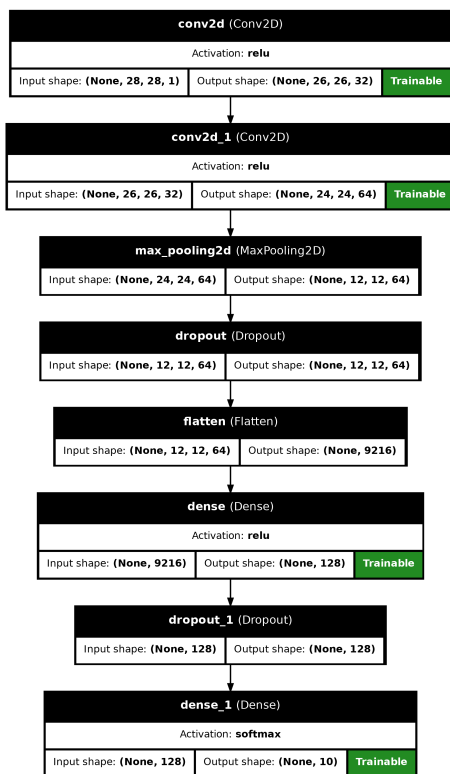 conv2d (Conv2D)
Activation: relu
Input shape: (None, 28, 28, 1) Output shape: (None, 26, 26, 32) Trainable
conv2d_1 (Conv2D)
Activation: relu
Input shape: (None, 26, 26, 32) Output shape: (None, 24, 24, 64) Trainable
max_pooling2d (MaxPooling2D)
Input shape: (None, 24, 24, 64) Output shape: (None, 12, 12, 64)
dropout (Dropout)
Input shape: (None, 12, 12, 64) Output shape: (None, 12, 12, 64)
flatten (Flatten)
Input shape: (None, 12, 12, 64) Output shape: (None, 9216)
dense (Dense)
Activation: relu
Input shape: (None, 9216) Output shape: (None, 128) Trainable
dropout_1 (Dropout)
Input shape: (None, 128) Output shape: (None, 128)
dense_1 (Dense)
Activation: softmax
Input shape: (None, 128) Output shape: (None, 10) Trainable